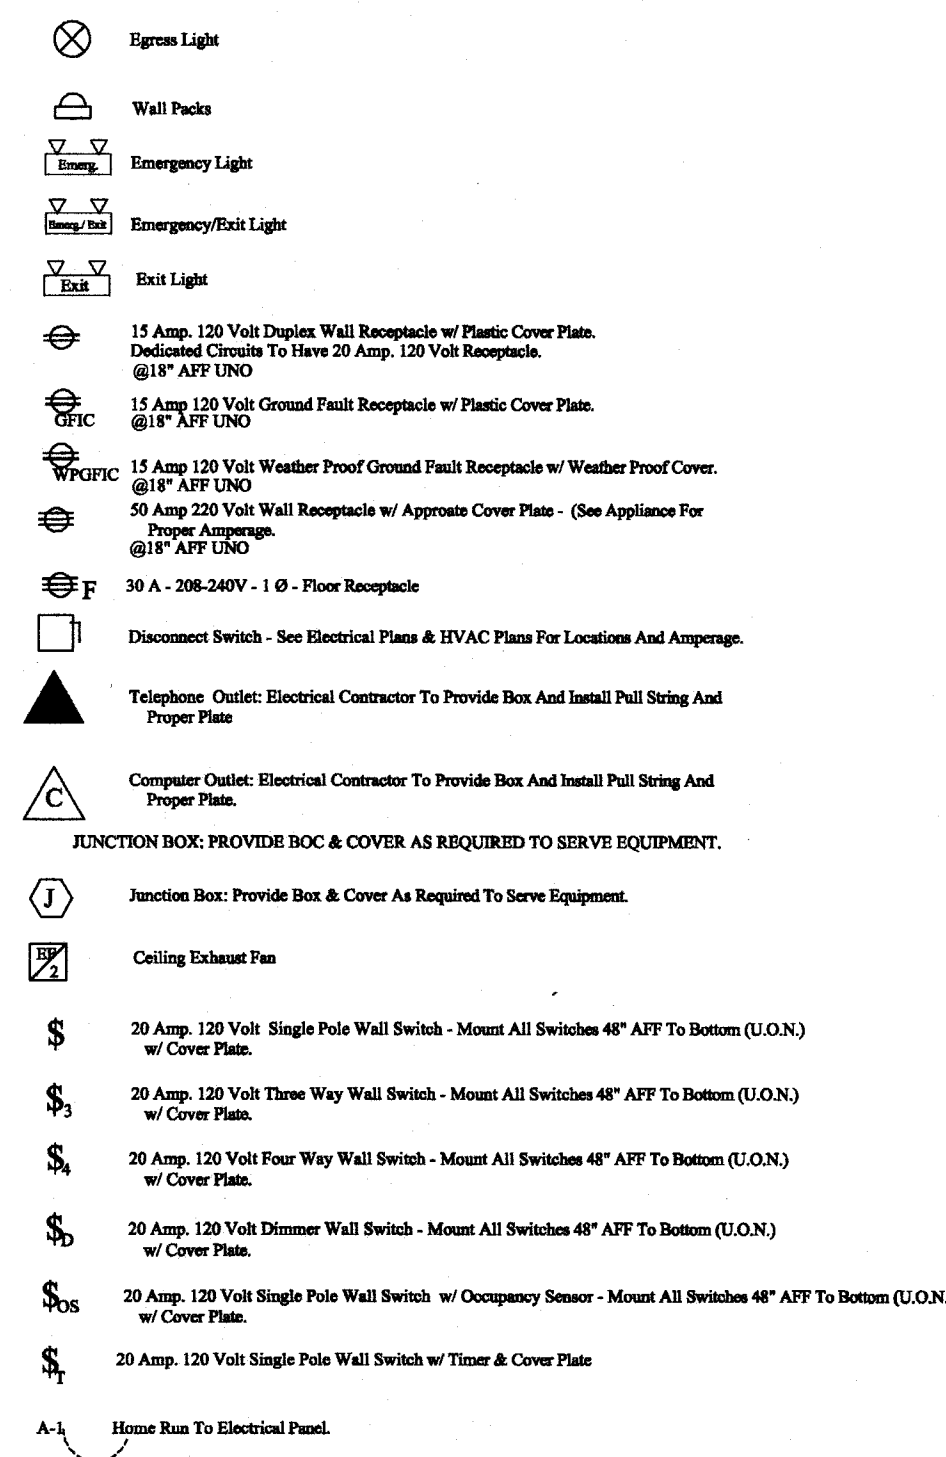 Egress Light
Wall Packs
Emerg. Emergency Light
Emerg./ Exit Emergency/Exit Light
Exit Exit Light
15 Amp. 120 Volt Duplex Wall Receptacle w/ Plastic Cover Plate.
Dedicated Circuits To Have 20 Amp. 120 Volt Receptacle.
@18" AFF UNO
15 Amp 120 Volt Ground Fault Receptacle w/ Plastic Cover Plate.
GFIC @18" AFF UNO
WPGFIC 15 Amp 120 Volt Weather Proof Ground Fault Receptacle w/ Weather Proof Cover.
@18" AFF UNO
50 Amp 220 Volt Wall Receptacle w/ Approate Cover Plate - (See Appliance For
Proper Amperage.
@18" AFF UNO
F 30 A - 208-240V - 1 Ø - Floor Receptacle
Disconnect Switch - See Electrical Plans & HVAC Plans For Locations And Amperage.
Telephone Outlet: Electrical Contractor To Provide Box And Install Pull String And
Proper Plate
Computer Outlet: Electrical Contractor To Provide Box And Install Pull String And
C Proper Plate.
JUNCTION BOX: PROVIDE BOC & COVER AS REQUIRED TO SERVE EQUIPMENT.
J Junction Box: Provide Box & Cover As Required To Serve Equipment.
EF
2 Ceiling Exhaust Fan
$ 20 Amp. 120 Volt Single Pole Wall Switch - Mount All Switches 48" AFF To Bottom (U.O.N.)
w/ Cover Plate.
$3 20 Amp. 120 Volt Three Way Wall Switch - Mount All Switches 48" AFF To Bottom (U.O.N.)
w/ Cover Plate.
$4 20 Amp. 120 Volt Four Way Wall Switch - Mount All Switches 48" AFF To Bottom (U.O.N.)
w/ Cover Plate.
$D 20 Amp. 120 Volt Dimmer Wall Switch - Mount All Switches 48" AFF To Bottom (U.O.N.)
w/ Cover Plate.
$OS 20 Amp. 120 Volt Single Pole Wall Switch w/ Occupancy Sensor - Mount All Switches 48" AFF To Bottom (U.O.N.
w/ Cover Plate.
$T 20 Amp. 120 Volt Single Pole Wall Switch w/ Timer & Cover Plate
A-1 Home Run To Electrical Panel.